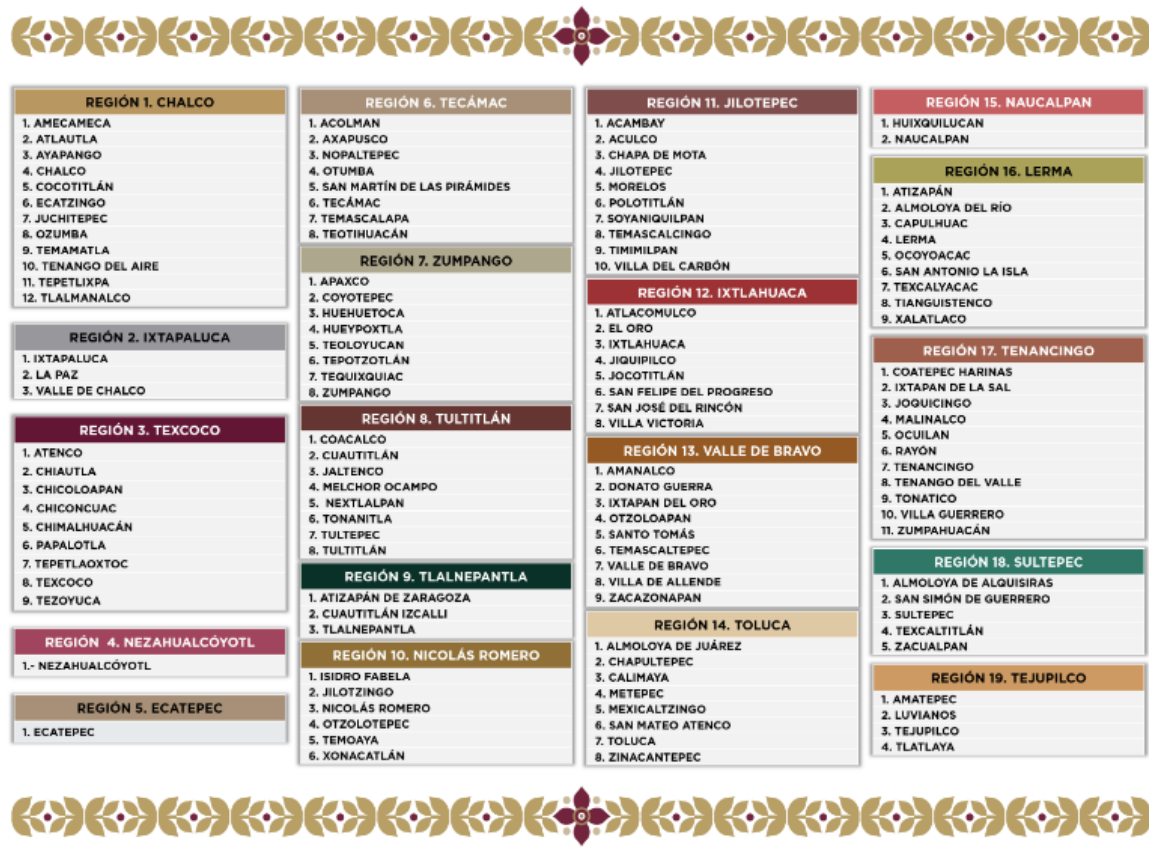 REGIÓN 1. CHALCO
1. AMECAMECA
2. ATLAUTLA
3. AYAPANGO
4. CHALCO
5. COCOTITLÁN
6. ECATZINGO
7. JUCHITEPEC
8. OZUMBA
9. TEMAMATLA
10. TENANGO DEL AIRE
11. TEPETLIXPA
12. TLALMANALCO
REGIÓN 2. IXTAPALUCA
1. IXTAPALUCA
2. LA PAZ
3. VALLE DE CHALCO
REGIÓN 3. TEXCOCO
1. ATENCO
2. CHIAUTLA
3. CHICOLOAPAN
4. CHICONCUAC
5. CHIMALHUACÁN
6. PAPALOTLA
7. TEPETLAOXTOC
8. TEXCOCO
9. TEZOYUCA
REGIÓN 4. NEZAHUALCÓYOTL
1.- NEZAHUALCÓYOTL
REGIÓN 5. ECATEPEC
1. ECATEPEC
REGIÓN 6. TECÁMAC
1. ACOLMAN
2. AXAPUSCO
3. NOPALTEPEC
4. OTUMBA
5. SAN MARTÍN DE LAS PIRÁMIDES
6. TECÁMAC
7. TEMASCALAPA
8. TEOTIHUACÁN
REGIÓN 7. ZUMPANGO
1. APAXCO
2. COYOTEPEC
3. HUEHUETOCA
4. HUEYPOXTLA
5. TEOLOYUCAN
6. TEPOTZOTLÁN
7. TEQUIXQUIAC
8. ZUMPANGO
REGIÓN 8. TULTITLÁN
1. COACALCO
2. CUAUTITLÁN
3. JALTENCO
4. MELCHOR OCAMPO
5. NEXTLALPAN
6. TONANITLA
7. TULTEPEC
8. TULTITLÁN
REGIÓN 9. TLALNEPANTLA
1. ATIZAPÁN DE ZARAGOZA
2. CUAUTITLÁN IZCALLI
3. TLALNEPANTLA
REGIÓN 10. NICOLÁS ROMERO
1. ISIDRO FABELA
2. JILOTZINGO
3. NICOLÁS ROMERO
4. OTZOLOTEPEC
5. TEMOAYA
6. XONACATLÁN
REGIÓN 11. JILOTEPEC
1. ACAMBAY
2. ACULCO
3. CHAPA DE MOTA
4. JILOTEPEC
5. MORELOS
6. POLOTITLÁN
7. SOYANIQUILPAN
8. TEMASCALCINGO
9. TIMIMILPAN
10. VILLA DEL CARBÓN
REGIÓN 12. IXTLAHUACA
1. ATLACOMULCO
2. EL ORO
3. IXTLAHUACA
4. JIQUIPILCO
5. JOCOTITLÁN
6. SAN FELIPE DEL PROGRESO
7. SAN JOSÉ DEL RINCÓN
8. VILLA VICTORIA
REGIÓN 13. VALLE DE BRAVO
1. AMANALCO
2. DONATO GUERRA
3. IXTAPAN DEL ORO
4. OTZOLOAPAN
5. SANTO TOMÁS
6. TEMASCALTEPEC
7. VALLE DE BRAVO
8. VILLA DE ALLENDE
9. ZACAZONAPAN
REGIÓN 14. TOLUCA
1. ALMOLOYA DE JUÁREZ
2. CHAPULTEPEC
3. CALIMAYA
4. METEPEC
5. MEXICALTZINGO
6. SAN MATEO ATENCO
7. TOLUCA
8. ZINACANTEPEC
REGIÓN 15. NAUCALPAN
1. HUIXQUILUCAN
2. NAUCALPAN
REGIÓN 16. LERMA
1. ATIZAPÁN
2. ALMOLOYA DEL RÍO
3. CAPULHUAC
4. LERMA
5. OCOYOACAC
6. SAN ANTONIO LA ISLA
7. TEXCALYACAC
8. TIANGUISTENCO
9. XALATLACO
REGIÓN 17. TENANCINGO
1. COATEPEC HARINAS
2. IXTAPAN DE LA SAL
3. JOQUICINGO
4. MALINALCO
5. OCUILAN
6. RAYÓN
7. TENANCINGO
8. TENANGO DEL VALLE
9. TONATICO
10. VILLA GUERRERO
11. ZUMPAHUACÁN
REGIÓN 18. SULTEPEC
1. ALMOLOYA DE ALQUISIRAS
2. SAN SIMÓN DE GUERRERO
3. SULTEPEC
4. TEXCALTITLÁN
5. ZACUALPAN
REGIÓN 19. TEJUPILCO
1. AMATEPEC
2. LUVIANOS
3. TEJUPILCO
4. TLATLAYA